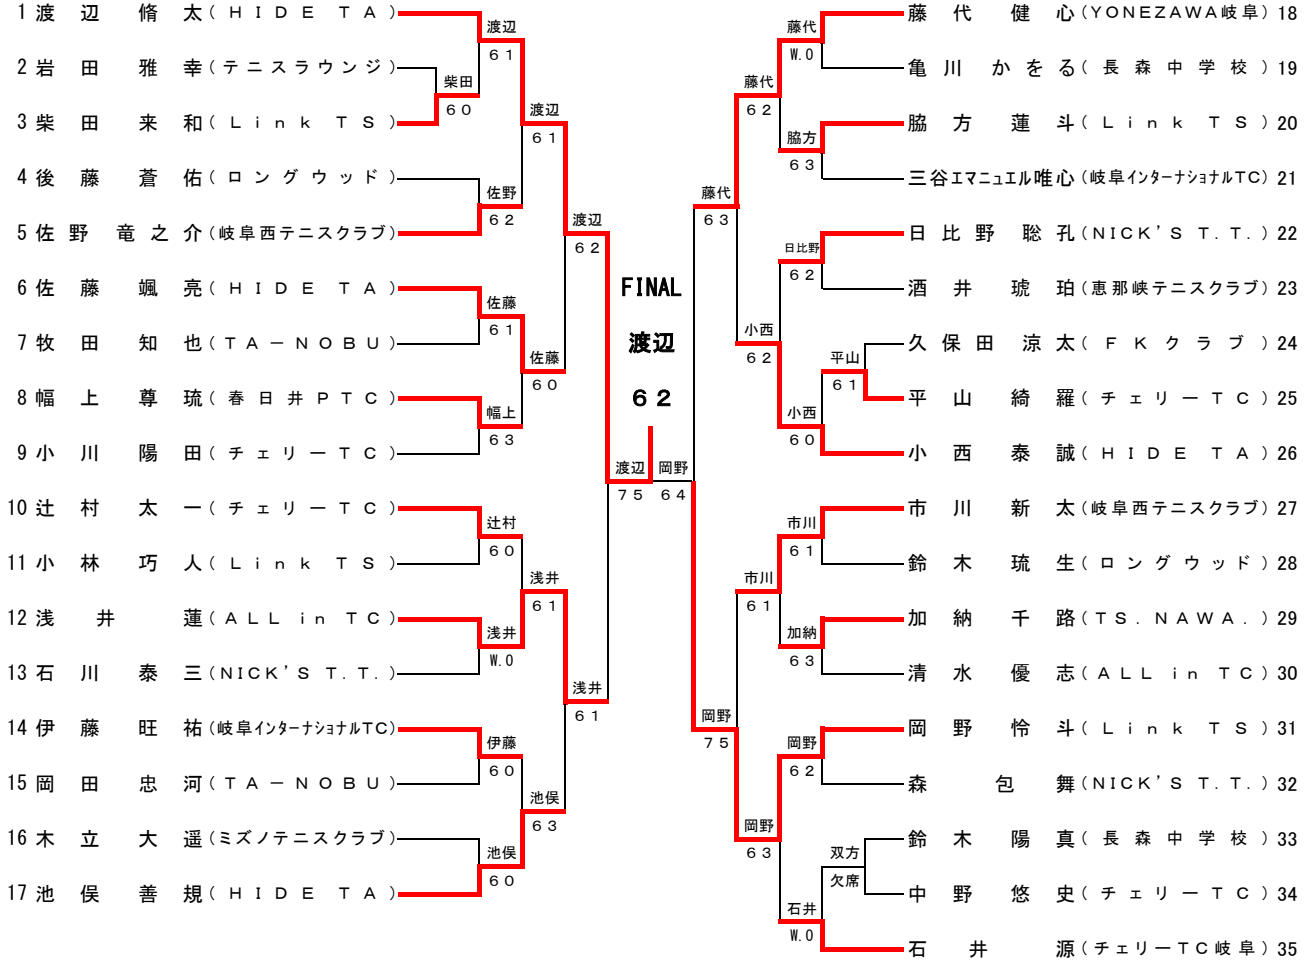 1 渡辺脩太(HIDE TA)
2 岩田雅幸(テニスラウンジ)
3 柴田来和(Link TS)
4 後藤蒼佑(ロングウッド)
5 佐野竜之介(岐阜西テニスクラブ)
6 佐藤颯亮(HIDE TA)
7 牧田知也(TA-NOBU)
8 幅上尊琉(春日井PTC)
9 小川陽田(チェリーTC)
10 辻村太一(チェリーTC)
11 小林巧人(Link TS)
12 浅井蓮(ALL in TC)
13 石川泰三(NICK'S T.T.)
14 伊藤旺祐(岐阜インターナショナルTC)
15 岡田忠河(TA-NOBU)
16 木立大遥(ミズノテニスクラブ)
17 池俣善規(HIDE TA)
渡辺
61
柴田
60
佐野
62
佐藤
61
幅上
63
辻村
60
浅井
W.0
伊藤
60
池俣
60
渡辺
61
佐藤
60
浅井
61
池俣
63
渡辺
62
浅井
61
渡辺
75
FINAL
渡辺
62
岡野
64
藤代
63
岡野
75
藤代
62
小西
62
市川
61
岡野
63
藤代
W.0
脇方
63
日比野
62
平山
61
小西
60
市川
61
加納
63
岡野
62
双方
欠席
石井
W.0
藤代健心(YONEZAWA岐阜) 18
亀川かをる(長森中学校) 19
脇方蓮斗(Link TS) 20
三谷エマニュエル唯心(岐阜インターナショナルTC) 21
日比野聡孔(NICK'S T.T.) 22
酒井琥珀(恵那峡テニスクラブ) 23
久保田涼太(FKクラブ) 24
平山綺羅(チェリーTC) 25
小西泰誠(HIDE TA) 26
市川新太(岐阜西テニスクラブ) 27
鈴木琉生(ロングウッド) 28
加納千路(TS.NAWA.) 29
清水優志(ALL in TC) 30
岡野怜斗(Link TS) 31
森包舞(NICK'S T.T.) 32
鈴木陽真(長森中学校) 33
中野悠史(チェリーTC) 34
石井源(チェリーTC岐阜) 35